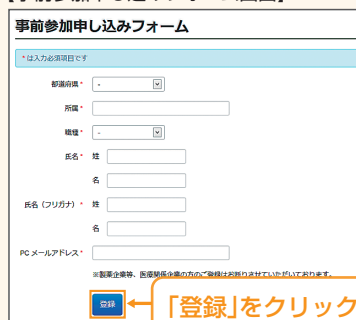 事前参加申し込みフォーム
*は入力必須項目です
都道府県* -
所属*
職種* -
氏名* 姓
名
氏名（フリガナ）* 姓
名
PCメールアドレス*
※製薬企業等、医療関係企業の方のご登録はお断りさせていただいております。
登録 「登録」をクリック